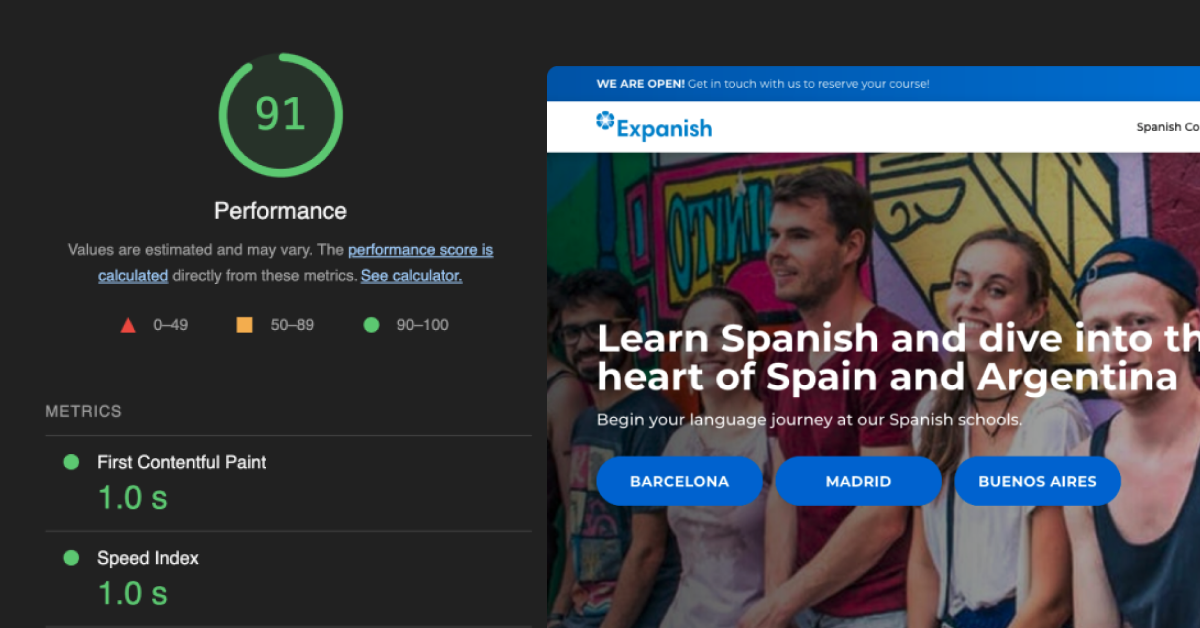 91
Performance
Values are estimated and may vary. The performance score is
calculated directly from these metrics. See calculator.
0–49
50–89
90–100
METRICS
First Contentful Paint
1.0 s
Speed Index
1.0 s
WE ARE OPEN! Get in touch with us to reserve your course!
Expanish
Spanish Co
Learn Spanish and dive into th
heart of Spain and Argentina
Begin your language journey at our Spanish schools.
BARCELONA
MADRID
BUENOS AIRES